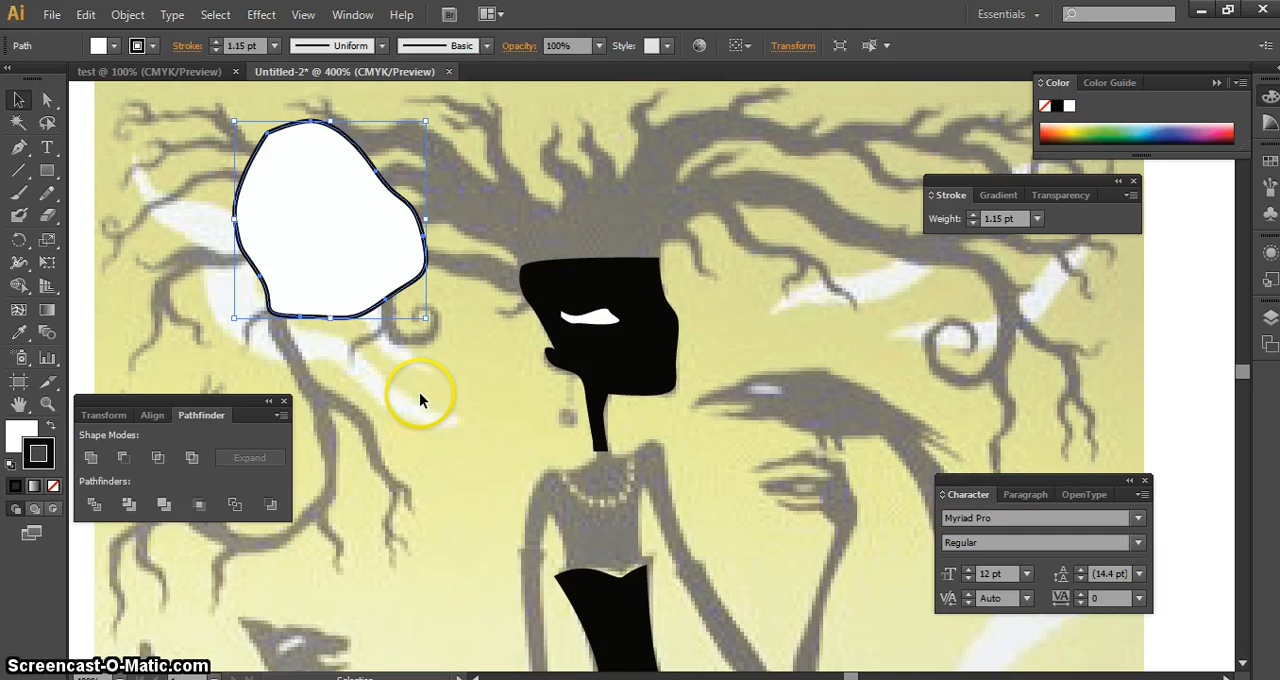 Ai File Edit Object Type Select Effect View Window Help Br Essentials
Path Stroke: 1.15 pt Uniform Basic Opacity: 100% Style: Transform
test @ 100% (CMYK/Preview) × Untitled-2* @ 400% (CMYK/Preview) ×
Color Color Guide
Stroke Gradient Transparency
Weight: 1.15 pt
Transform Align Pathfinder
Shape Modes:
Expand
Pathfinders:
Character Paragraph OpenType
Myriad Pro
Regular
12 pt (14.4 pt)
Auto 0
Screencast-O-Matic.com
Selection